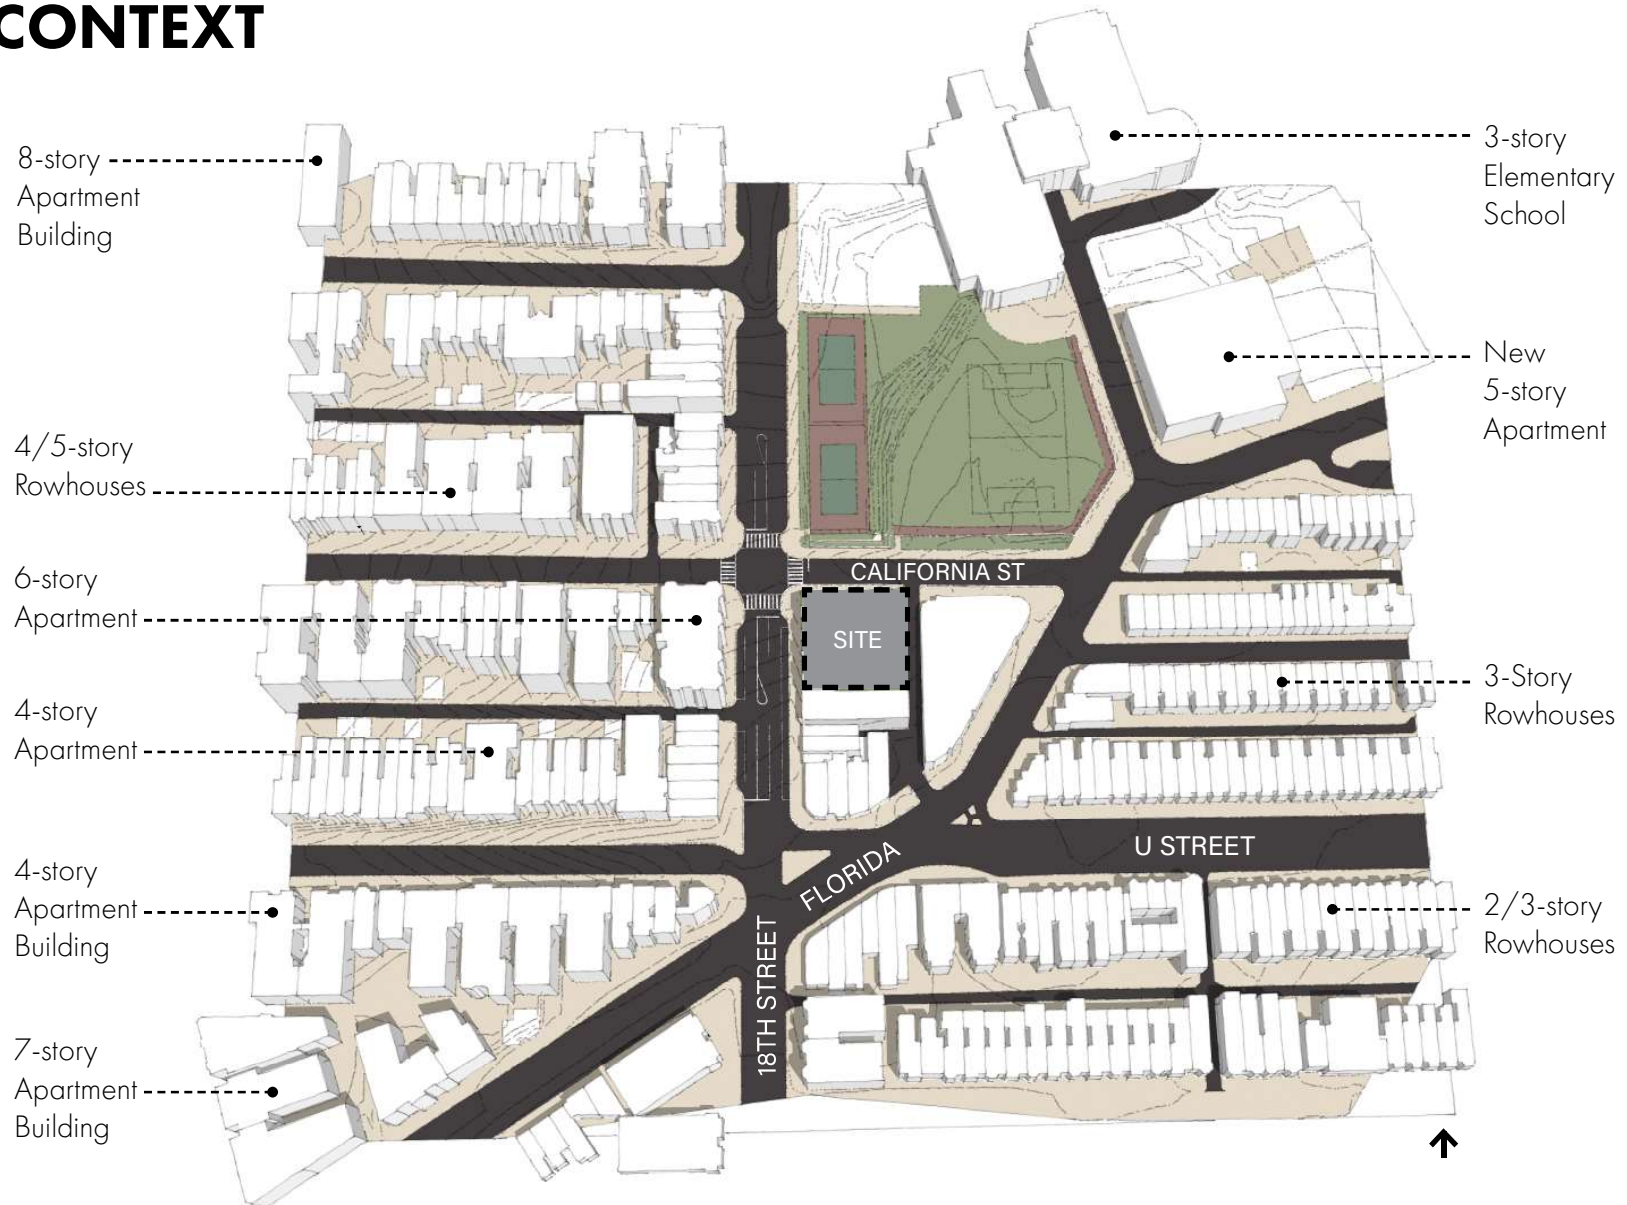 CONTEXT
8-story
Apartment
Building
4/5-story
Rowhouses
6-story
Apartment
4-story
Apartment
4-story
Apartment
Building
7-story
Apartment
Building
CALIFORNIA ST
SITE
U STREET
FLORIDA
18TH STREET
3-story
Elementary
School
New
5-story
Apartment
3-Story
Rowhouses
2/3-story
Rowhouses